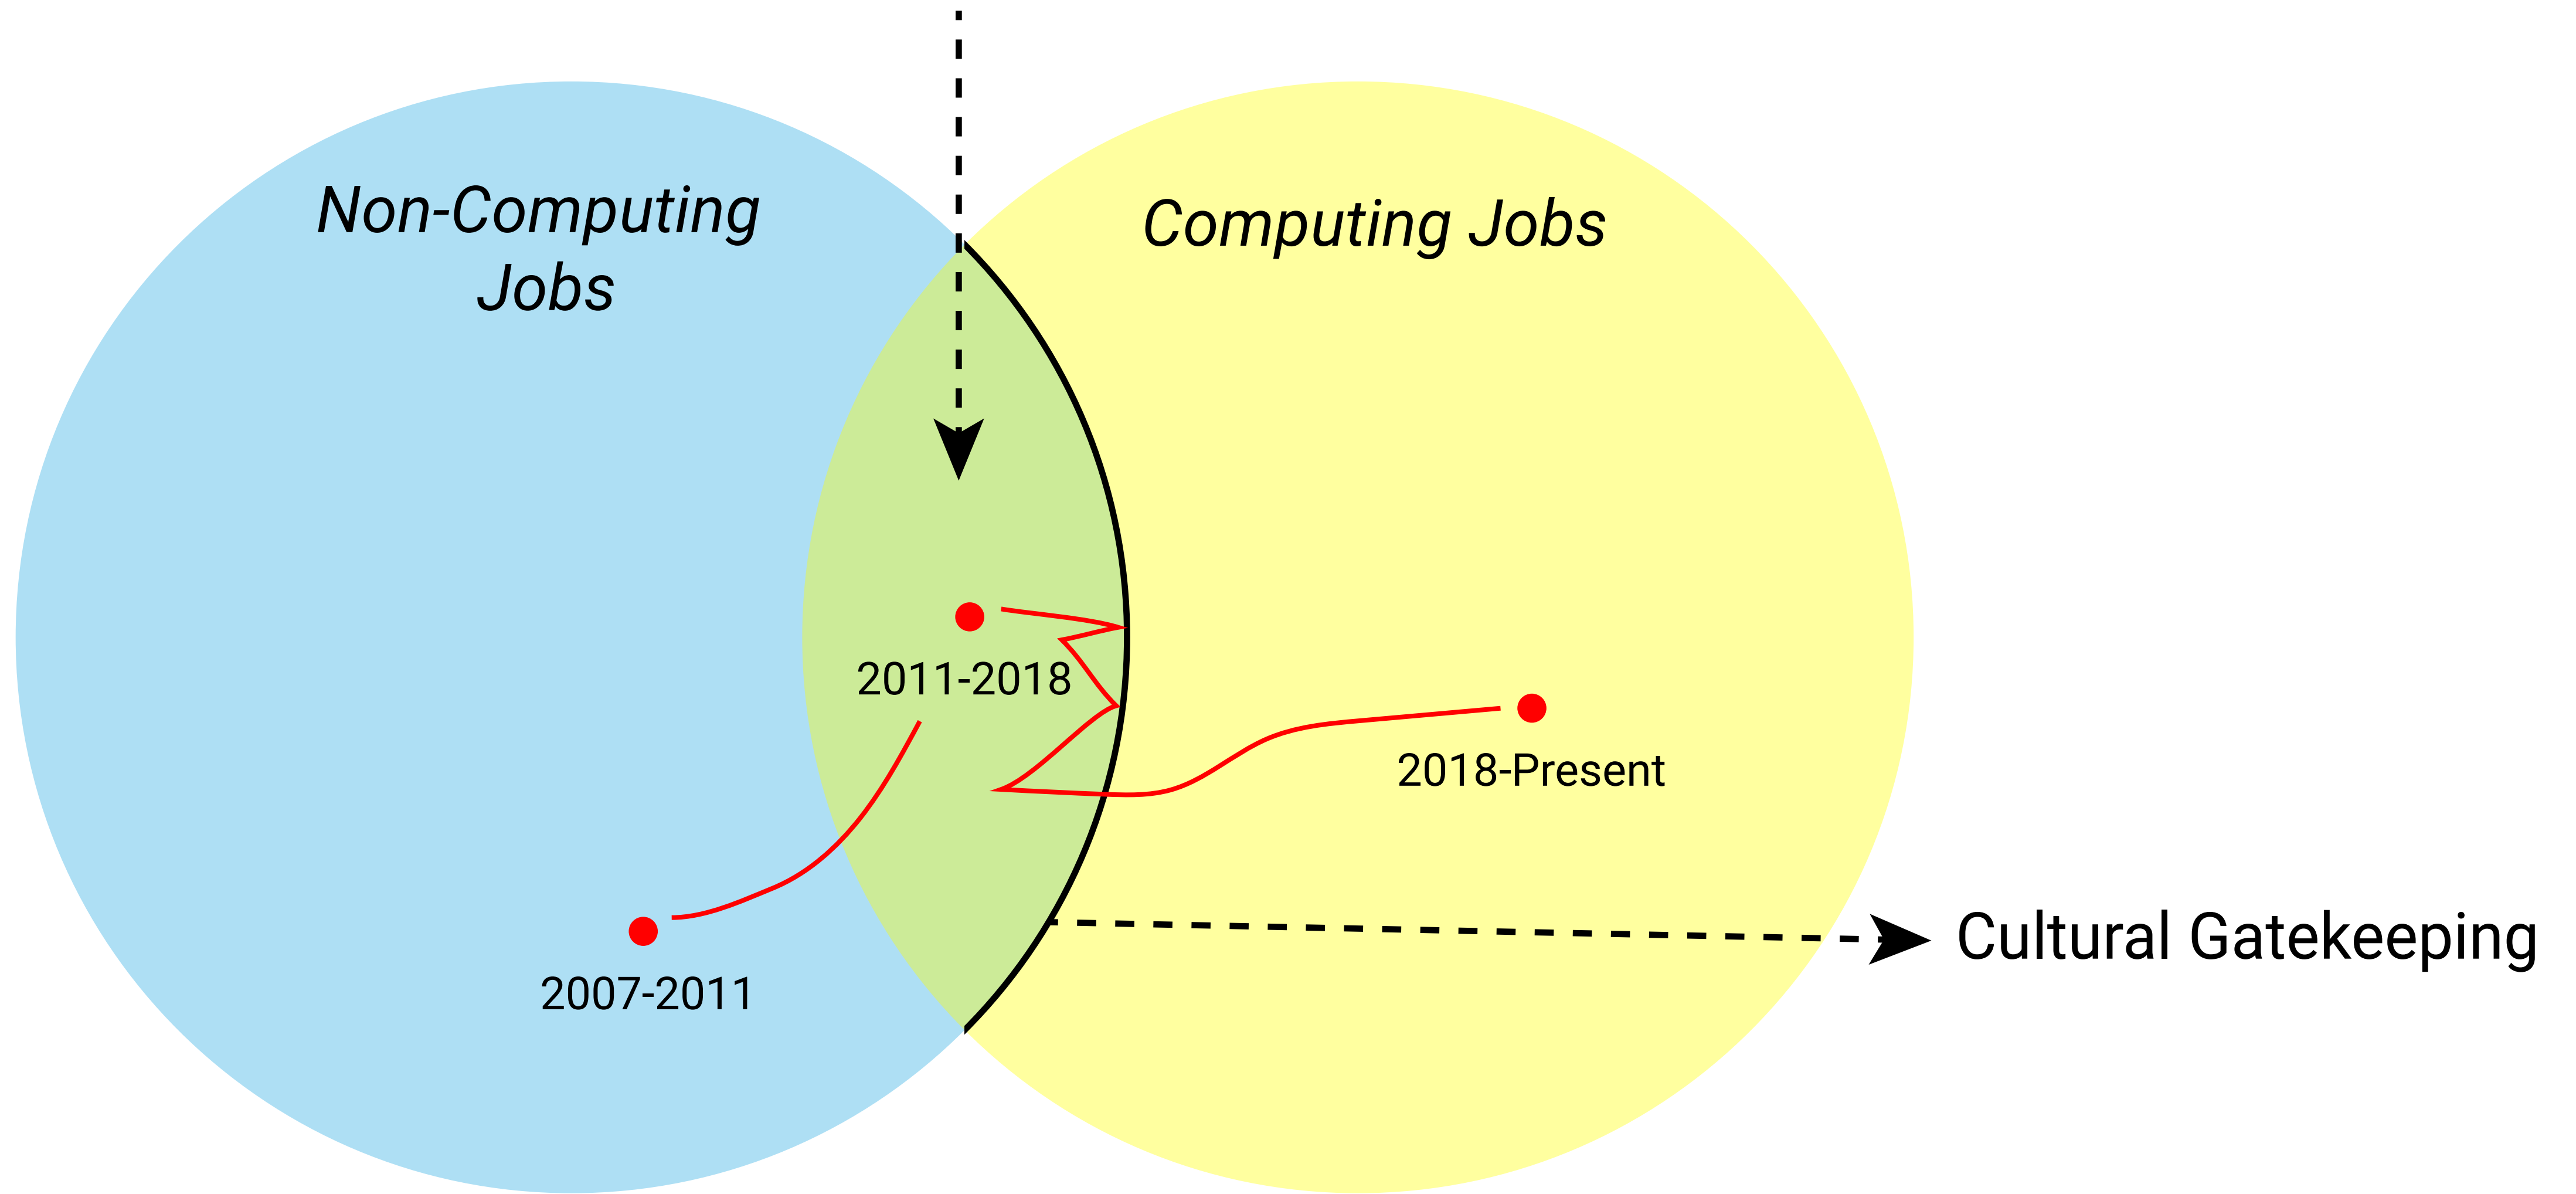 Non-Computing
Jobs
Computing Jobs
2011-2018
2018-Present
2007-2011
Cultural Gatekeeping